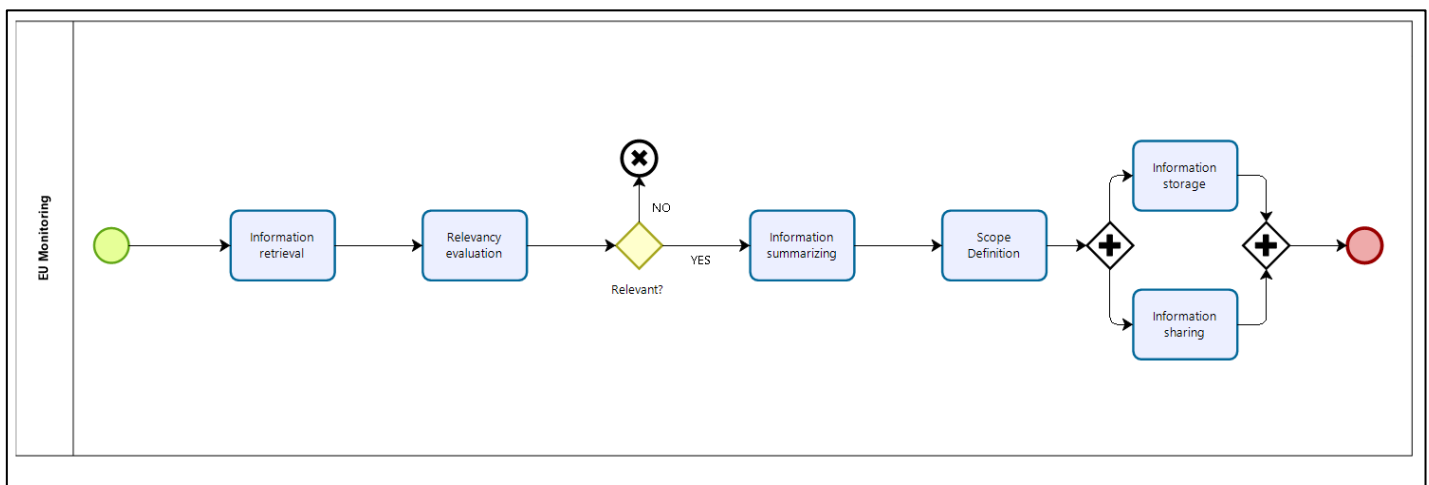 EU Monitoring
Information
retrieval
Relevancy
evaluation
NO
YES
Relevant?
Information
summarizing
Scope
Definition
Information
storage
Information
sharing